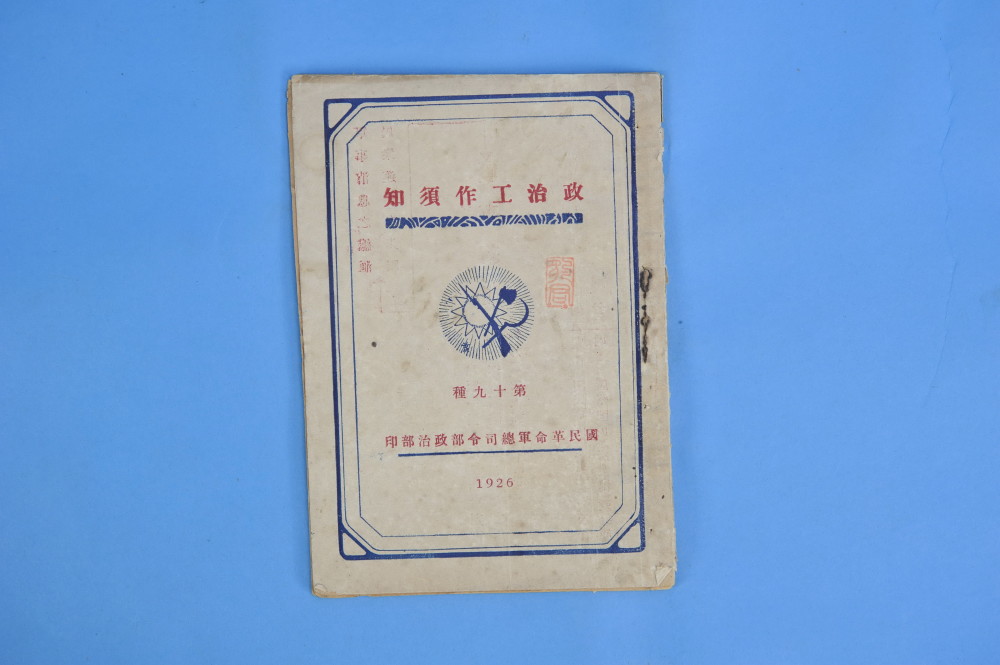 政治工作須知
第十九種
國民革命軍總司令部政治部印
1926